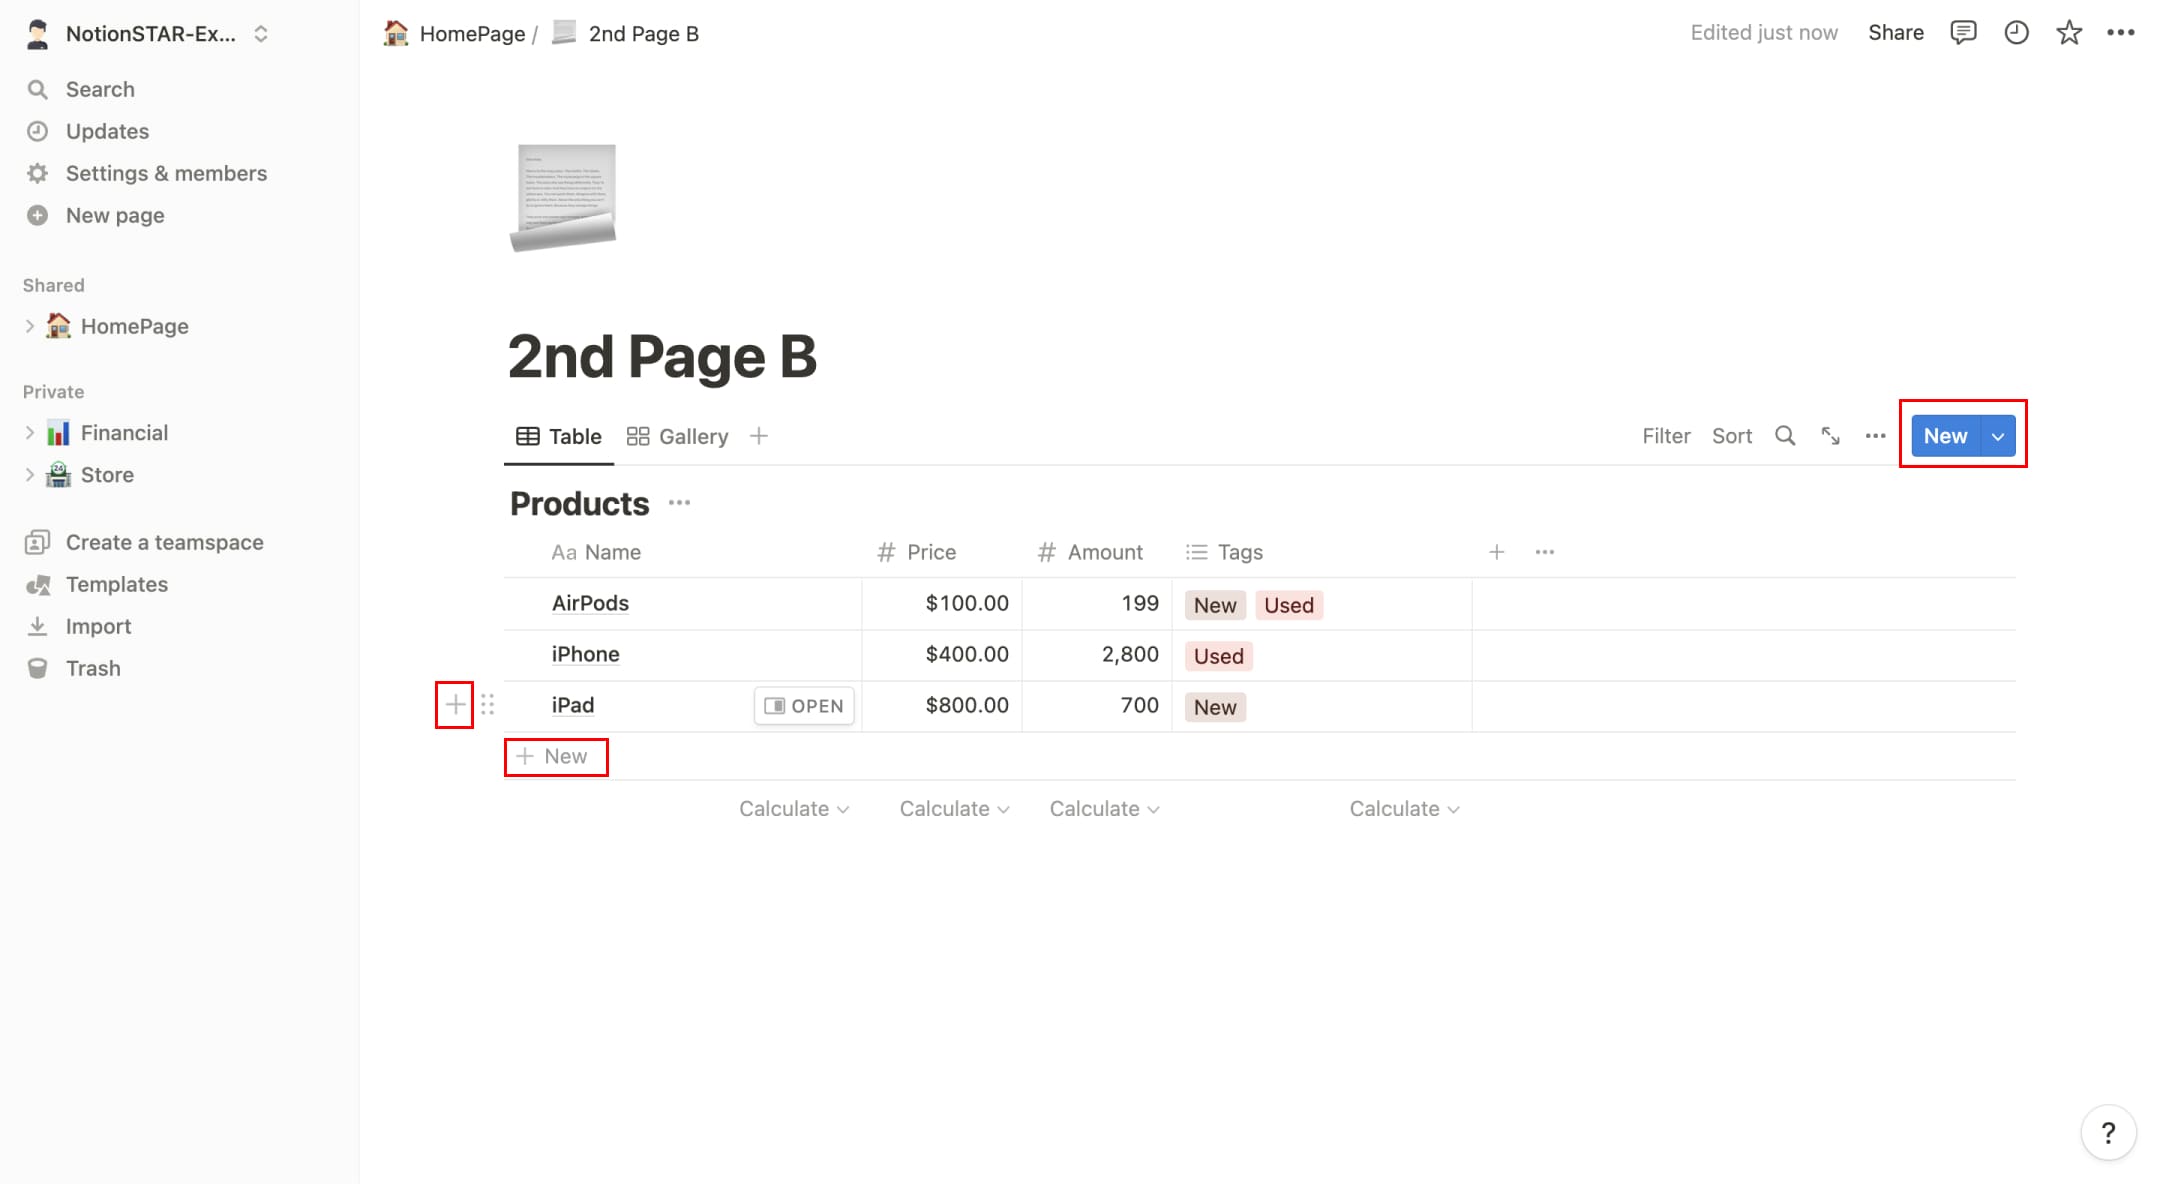 NotionSTAR-Ex...
Search
Updates
Settings & members
New page
Shared
HomePage
Private
Financial
Store
Create a teamspace
Templates
Import
Trash
HomePage / 2nd Page B
Edited just now Share
2nd Page B
Table Gallery
Filter Sort New
Products
Aa Name # Price # Amount Tags
AirPods $100.00 199 New Used
iPhone $400.00 2,800 Used
iPad OPEN $800.00 700 New
+ New
Calculate Calculate Calculate Calculate
?